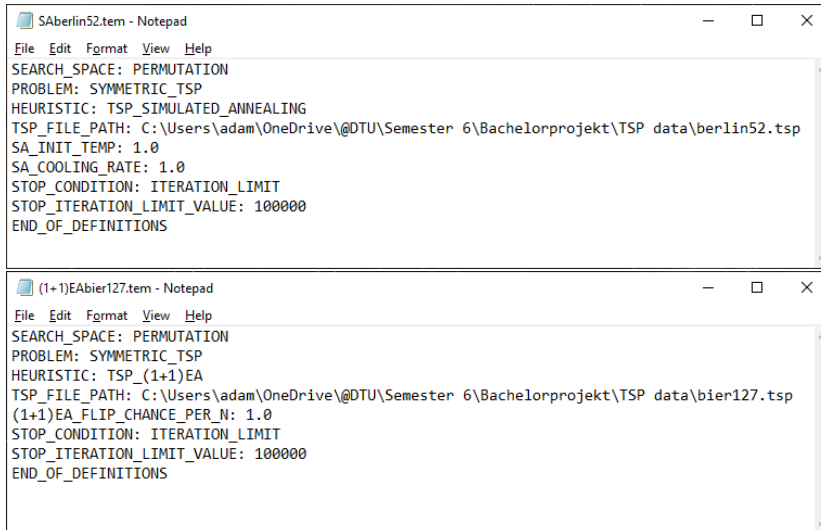 SAberlin52.tem - Notepad
File Edit Format View Help
SEARCH_SPACE: PERMUTATION
PROBLEM: SYMMETRIC_TSP
HEURISTIC: TSP_SIMULATED_ANNEALING
TSP_FILE_PATH: C:\Users\adam\OneDrive\@DTU\Semester 6\Bachelorprojekt\TSP data\berlin52.tsp
SA_INIT_TEMP: 1.0
SA_COOLING_RATE: 1.0
STOP_CONDITION: ITERATION_LIMIT
STOP_ITERATION_LIMIT_VALUE: 100000
END_OF_DEFINITIONS
(1+1)EAbier127.tem - Notepad
File Edit Format View Help
SEARCH_SPACE: PERMUTATION
PROBLEM: SYMMETRIC_TSP
HEURISTIC: TSP_(1+1)EA
TSP_FILE_PATH: C:\Users\adam\OneDrive\@DTU\Semester 6\Bachelorprojekt\TSP data\bier127.tsp
(1+1)EA_FLIP_CHANCE_PER_N: 1.0
STOP_CONDITION: ITERATION_LIMIT
STOP_ITERATION_LIMIT_VALUE: 100000
END_OF_DEFINITIONS